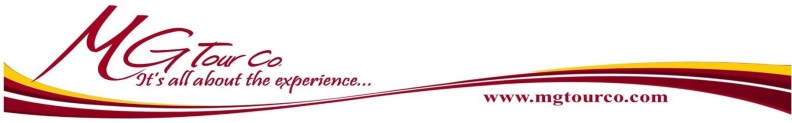 MG Tour Co.
It's all about the experience...
www.mgtourco.com